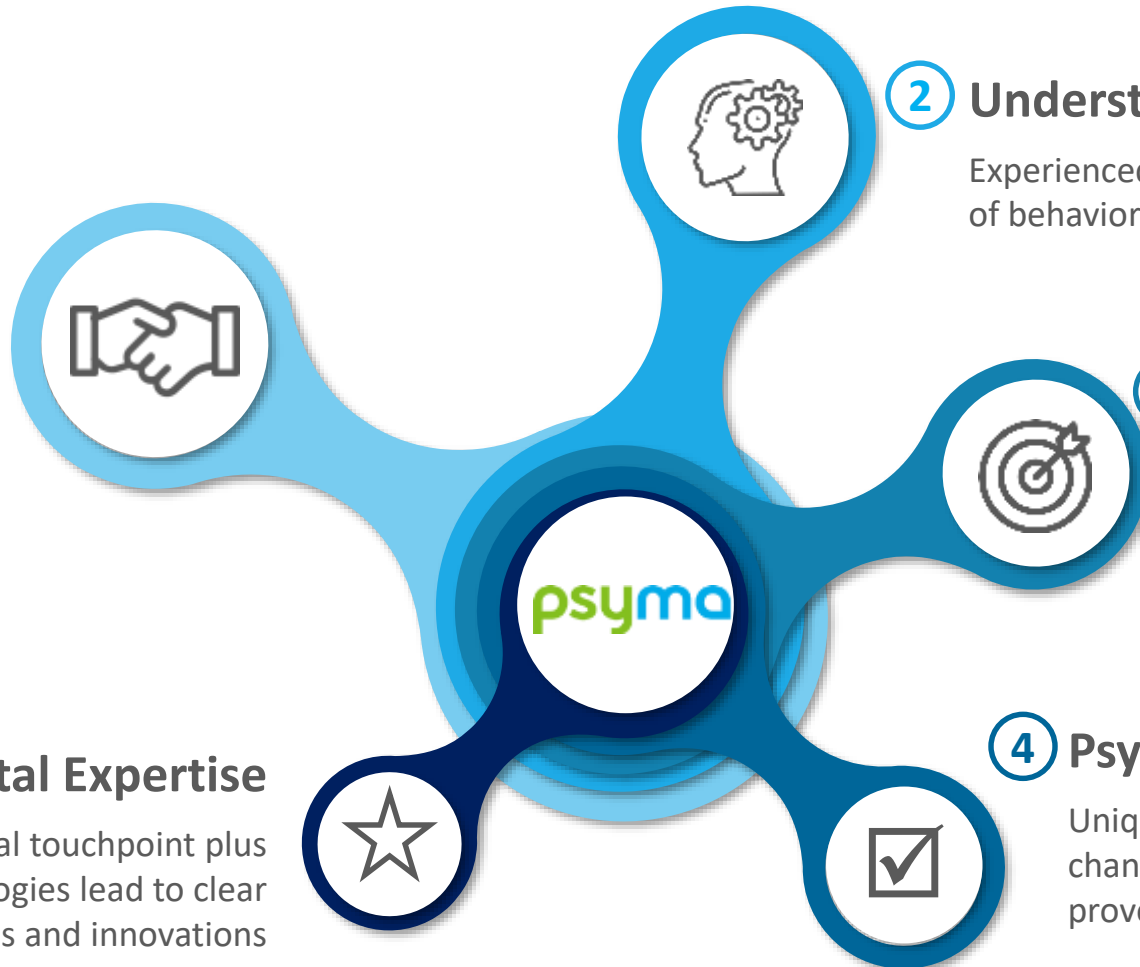 2 Underst
Experienced
of behavior
psyma
4 Psy
Uniq
chan
prove
tal Expertise
al touchpoint plus
ogies lead to clear
s and innovations